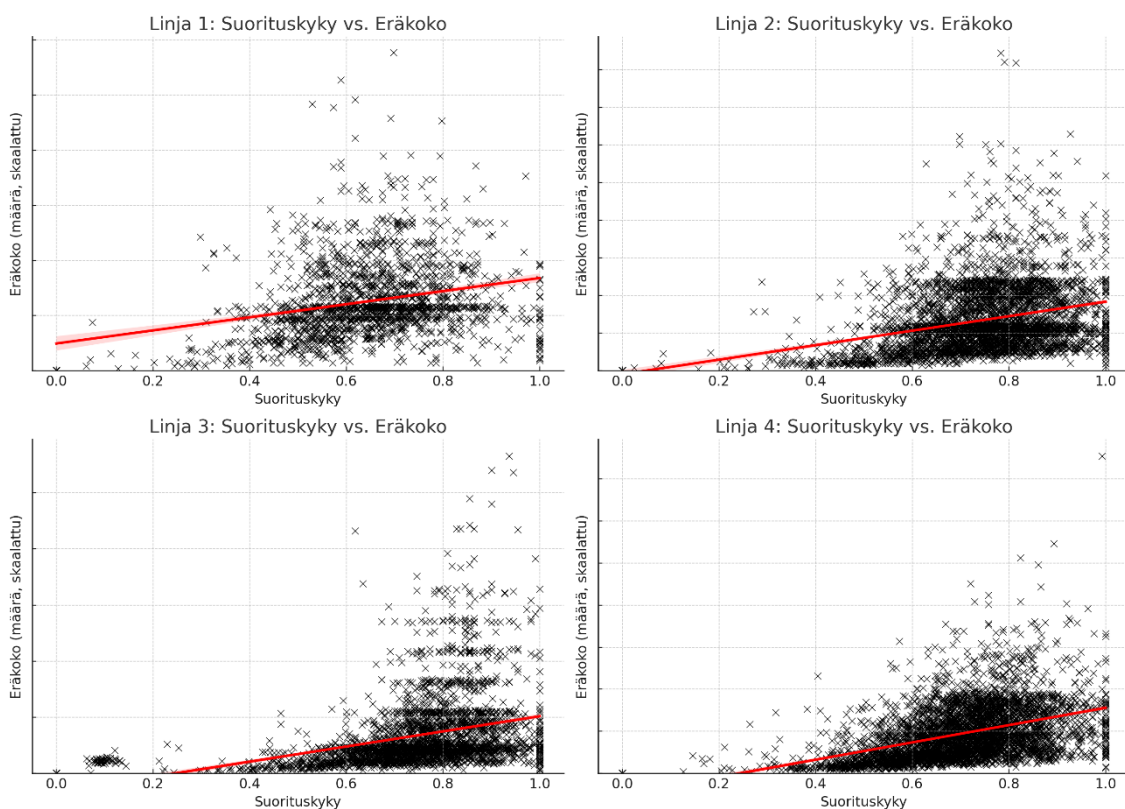 Linja 1: Suorituskyky vs. Eräkoko
Eräkoko (määrä, skaalattu)
0.0 0.2 0.4 0.6 0.8 1.0
Suorituskyky
Linja 2: Suorituskyky vs. Eräkoko
Eräkoko (määrä, skaalattu)
0.0 0.2 0.4 0.6 0.8 1.0
Suorituskyky
Linja 3: Suorituskyky vs. Eräkoko
Eräkoko (määrä, skaalattu)
0.0 0.2 0.4 0.6 0.8 1.0
Suorituskyky
Linja 4: Suorituskyky vs. Eräkoko
Eräkoko (määrä, skaalattu)
0.0 0.2 0.4 0.6 0.8 1.0
Suorituskyky